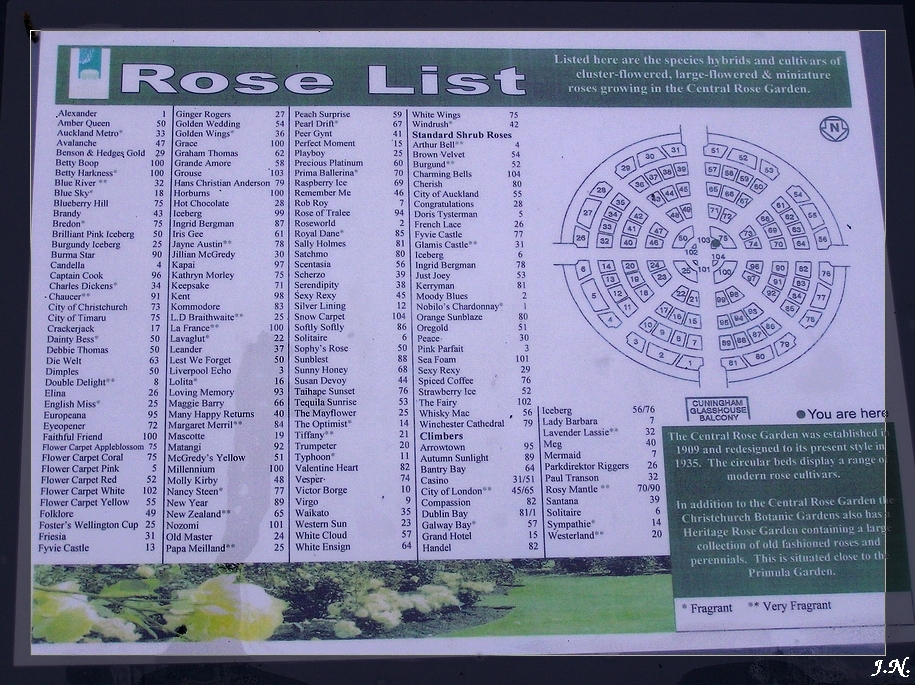 Rose List
Listed here are the species hybrids and cultivars of
cluster-flowered, large-flowered & miniature
roses growing in the Central Rose Garden.
Alexander 1
Amber Queen 50
Auckland Metro* 33
Avalanche 47
Benson & Hedges Gold 29
Betty Boop 100
Betty Harkness* 100
Blue River ** 32
Blue Sky* 18
Blueberry Hill 75
Brandy 43
Bredon* 75
Brilliant Pink Iceberg 50
Burgundy Iceberg 25
Burma Star 90
Candella 4
Captain Cook 96
Charles Dickens* 34
Chaucer** 91
City of Christchurch 73
City of Timaru 75
Crackerjack 17
Dainty Bess* 50
Debbie Thomas 50
Die Welt 63
Dimples 50
Double Delight** 8
Elina 26
English Miss* 25
Europeana 95
Eyeopener 72
Faithful Friend 100
Flower Carpet Appleblossom 75
Flower Carpet Coral 75
Flower Carpet Pink 5
Flower Carpet Red 52
Flower Carpet White 102
Flower Carpet Yellow 55
Folklore 49
Foster's Wellington Cup 25
Friesia 31
Fyvie Castle 13
Ginger Rogers 27
Golden Wedding 54
Golden Wings* 36
Grace 100
Graham Thomas 62
Grande Amore 58
Grouse 103
Hans Christian Anderson 79
Horburns 100
Hot Chocolate 28
Iceberg 99
Ingrid Bergman 87
Iris Gee 61
Jayne Austin** 78
Jillian McGredy 30
Kapai 97
Kathryn Morley 75
Keepsake 71
Kent 98
Kommodore 53
L.D Braithwaite** 25
La France** 100
Lavaglut* 22
Leander 37
Lest We Forget 50
Liverpool Echo 3
Lolita* 16
Loving Memory 93
Maggie Barry 66
Many Happy Returns 40
Margaret Merril** 84
Mascotte 19
Matangi 92
McGredy's Yellow 51
Millennium 100
Molly Kirby 48
Nancy Steen* 77
New Year 89
New Zealand** 65
Nozomi 101
Old Master 24
Papa Meilland** 25
Peach Surprise 59
Pearl Drift* 67
Peer Gynt 41
Perfect Moment 15
Playboy 25
Precious Platinum 60
Prima Ballerina* 70
Raspberry Ice 69
Remember Me 46
Rob Roy 7
Rose of Tralee 94
Roseworld 2
Royal Dane* 85
Sally Holmes 81
Satchmo 80
Scentasia 56
Scherzo 39
Serendipity 38
Sexy Rexy 45
Silver Lining 12
Snow Carpet 104
Softly Softly 86
Solitaire 6
Sophy's Rose 50
Sunblest 88
Sunny Honey 68
Susan Devoy 44
Taihape Sunset 76
Tequila Sunrise 53
The Mayflower 25
The Optimist* 14
Tiffany** 21
Trumpeter 20
Typhoon* 11
Valentine Heart 82
Vesper 74
Victor Borge 10
Virgo 9
Waikato 35
Western Sun 23
White Cloud 57
White Ensign 64
White Wings 75
Windrush* 42
Standard Shrub Roses
Arthur Bell** 4
Brown Velvet 54
Burgund** 52
Charming Bells 104
Cherish 80
City of Auckland 55
Congratulations 28
Doris Tysterman 5
French Lace 26
Fyvie Castle 77
Glamis Castle** 31
Iceberg 6
Ingrid Bergman 78
Just Joey 53
Kerryman 81
Moody Blues 2
Nobilo's Chardonnay* 1
Orange Sunblaze 80
Oregold 51
Peace 30
Pink Parfait 3
Sea Foam 101
Sexy Rexy 29
Spiced Coffee 76
Strawberry Ice 52
The Fairy 102
Whisky Mac 56
Winchester Cathedral 79
Climbers
Arrowtown 95
Autumn Sunlight 89
Bantry Bay 64
Casino 31/51
City of London** 45/65
Compassion 82
Dublin Bay 81/1
Galway Bay* 57
Grand Hotel 15
Handel 82
Iceberg 56/76
Lady Barbara 7
Lavender Lassie** 32
Meg 40
Mermaid 7
Parkdirektor Riggers 26
Paul Transon 32
Rosy Mantle ** 70/90
Santana 39
Solitaire 6
Sympathie* 14
Westerland** 20
N
CUNINGHAM
GLASSHOUSE
BALCONY
You are here
The Central Rose Garden was established in
1909 and redesigned to its present style in
1935. The circular beds display a range of
modern rose cultivars.
In addition to the Central Rose Garden the
Christchurch Botanic Gardens also has a
Heritage Rose Garden containing a large
collection of old fashioned roses and
perennials. This is situated close to the
Primula Garden.
* Fragrant ** Very Fragrant
J.N.